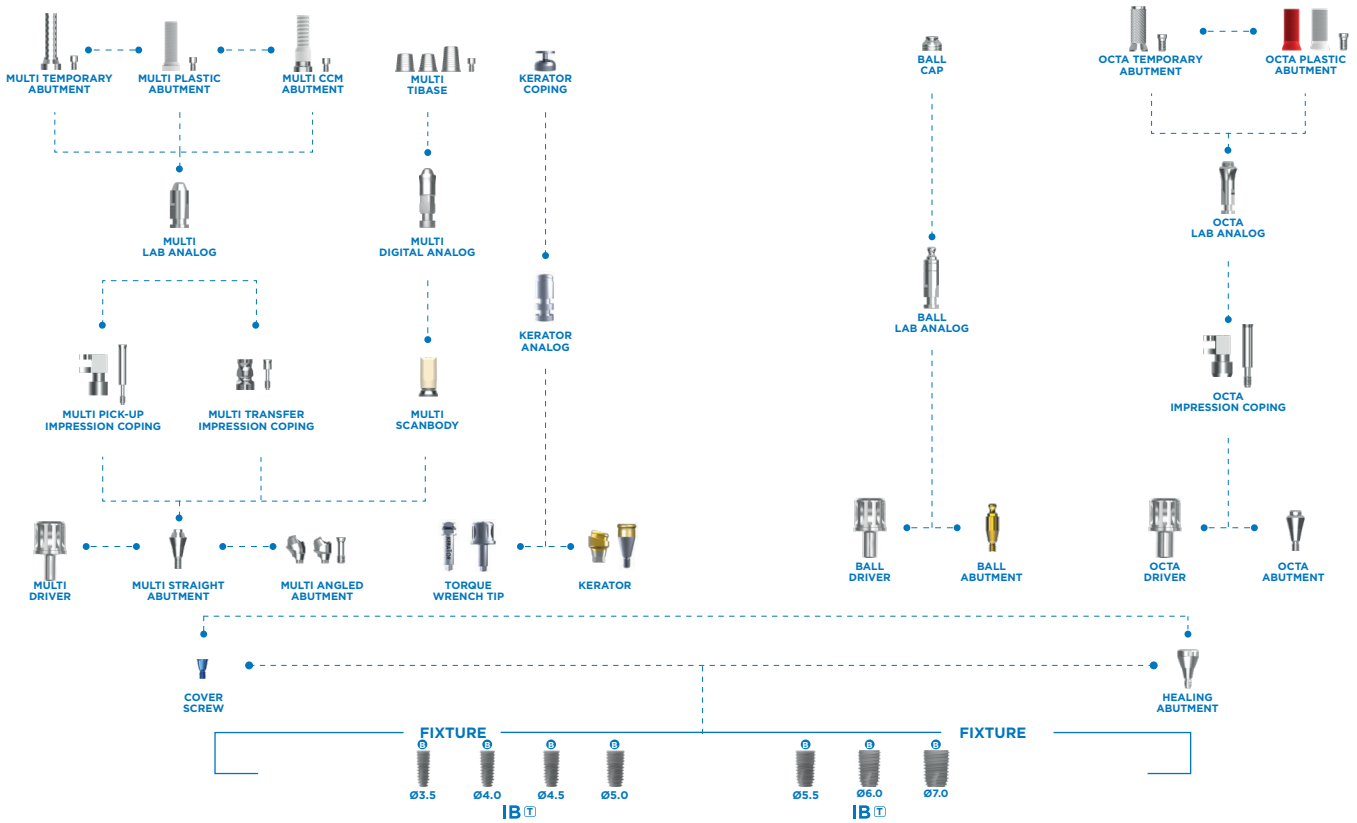 MULTI TEMPORARY
ABUTMENT
MULTI PLASTIC
ABUTMENT
MULTI CCM
ABUTMENT
MULTI
TIBASE
KERATOR
COPING
BALL
CAP
OCTA TEMPORARY
ABUTMENT
OCTA PLASTIC
ABUTMENT
MULTI
LAB ANALOG
MULTI
DIGITAL ANALOG
KERATOR
ANALOG
BALL
LAB ANALOG
OCTA
LAB ANALOG
MULTI PICK-UP
IMPRESSION COPING
MULTI TRANSFER
IMPRESSION COPING
MULTI
SCANBODY
OCTA
IMPRESSION COPING
MULTI
DRIVER
MULTI STRAIGHT
ABUTMENT
MULTI ANGLED
ABUTMENT
TORQUE
WRENCH TIP
KERATOR
BALL
DRIVER
BALL
ABUTMENT
OCTA
DRIVER
OCTA
ABUTMENT
COVER
SCREW
HEALING
ABUTMENT
FIXTURE
FIXTURE
B B B B B B B
Ø3.5 Ø4.0 Ø4.5 Ø5.0 Ø5.5 Ø6.0 Ø7.0
IB T
IB T